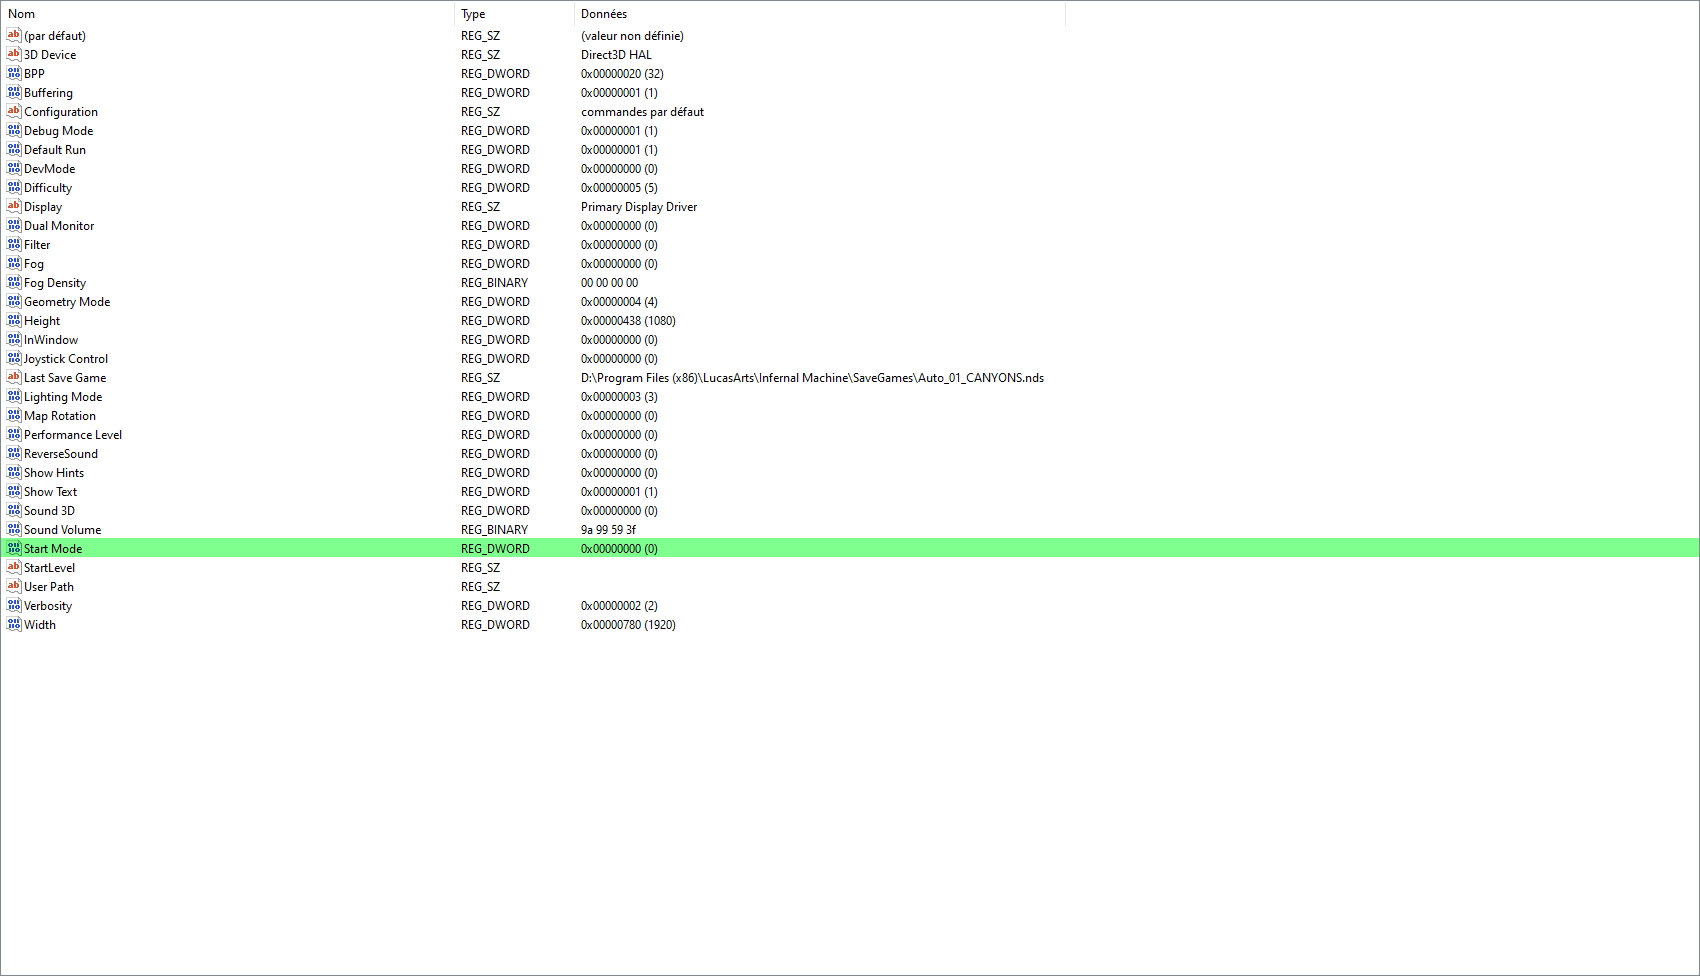 Nom Type Données
(par défaut) REG_SZ (valeur non définie)
3D Device REG_SZ Direct3D HAL
BPP REG_DWORD 0x00000020 (32)
Buffering REG_DWORD 0x00000001 (1)
Configuration REG_SZ commandes par défaut
Debug Mode REG_DWORD 0x00000001 (1)
Default Run REG_DWORD 0x00000001 (1)
DevMode REG_DWORD 0x00000000 (0)
Difficulty REG_DWORD 0x00000005 (5)
Display REG_SZ Primary Display Driver
Dual Monitor REG_DWORD 0x00000000 (0)
Filter REG_DWORD 0x00000000 (0)
Fog REG_DWORD 0x00000000 (0)
Fog Density REG_BINARY 00 00 00 00
Geometry Mode REG_DWORD 0x00000004 (4)
Height REG_DWORD 0x00000438 (1080)
InWindow REG_DWORD 0x00000000 (0)
Joystick Control REG_DWORD 0x00000000 (0)
Last Save Game REG_SZ D:\Program Files (x86)\LucasArts\Infernal Machine\SaveGames\Auto_01_CANYONS.nds
Lighting Mode REG_DWORD 0x00000003 (3)
Map Rotation REG_DWORD 0x00000000 (0)
Performance Level REG_DWORD 0x00000000 (0)
ReverseSound REG_DWORD 0x00000000 (0)
Show Hints REG_DWORD 0x00000000 (0)
Show Text REG_DWORD 0x00000001 (1)
Sound 3D REG_DWORD 0x00000000 (0)
Sound Volume REG_BINARY 9a 99 59 3f
Start Mode REG_DWORD 0x00000000 (0)
StartLevel REG_SZ
User Path REG_SZ
Verbosity REG_DWORD 0x00000002 (2)
Width REG_DWORD 0x00000780 (1920)